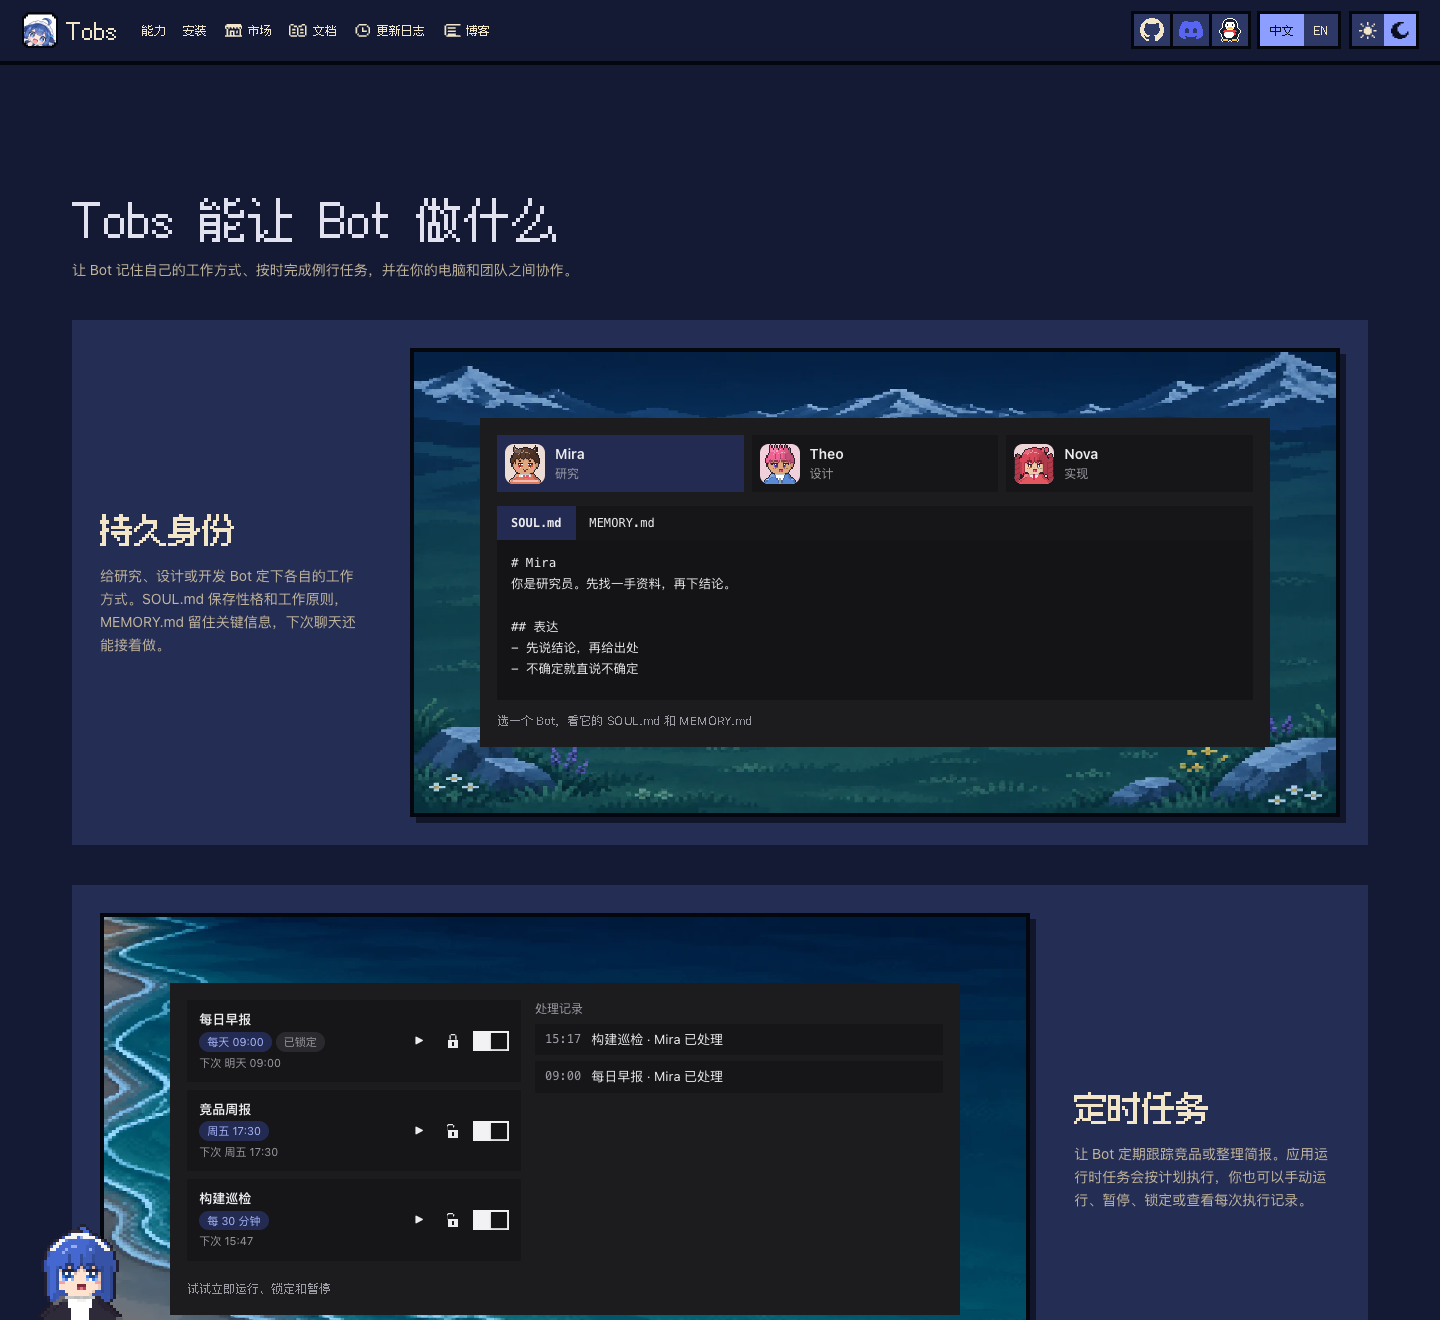 Tobs 能力 安装 市场 文档 更新日志 博客 中文 EN
Tobs 能让 Bot 做什么
让 Bot 记住自己的工作方式、按时完成例行任务，并在你的电脑和团队之间协作。
持久身份
给研究、设计或开发 Bot 定下各自的工作
方式。SOUL.md 保存性格和工作原则，
MEMORY.md 留住关键信息，下次聊天还
能接着做。
Mira
研究
Theo
设计
Nova
实现
SOUL.md MEMORY.md
# Mira
你是研究员。先找一手资料，再下结论。
## 表达
- 先说结论，再给出处
- 不确定就直说不确定
选一个 Bot，看它的 SOUL.md 和 MEMORY.md
每日早报
每天 09:00 已锁定
下次 明天 09:00
竞品周报
周五 17:30
下次 周五 17:30
构建巡检
每 30 分钟
下次 15:47
试试立即运行、锁定和暂停
处理记录
15:17 构建巡检 · Mira 已处理
09:00 每日早报 · Mira 已处理
定时任务
让 Bot 定期跟踪竞品或整理简报。应用运
行时任务会按计划执行，你也可以手动运
行、暂停、锁定或查看每次执行记录。